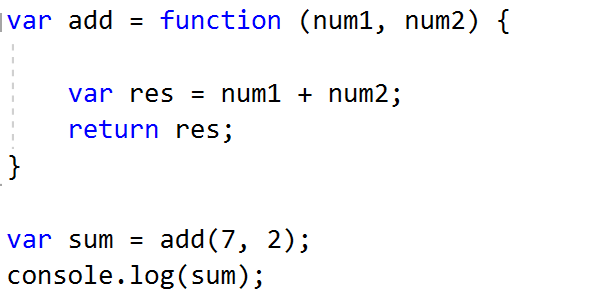 var add = function (num1, num2) {
    var res = num1 + num2;
    return res;
}
var sum = add(7, 2);
console.log(sum);